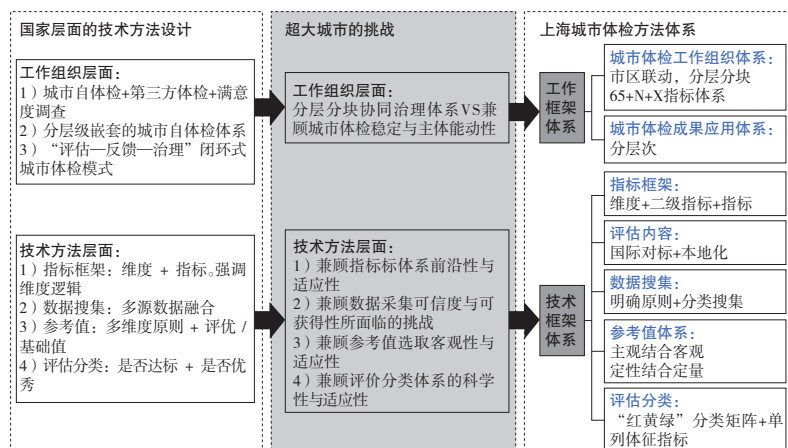 国家层面的技术方法设计
工作组织层面：
1）城市自体检+第三方体检+满意
度调查
2）分层级嵌套的城市自体检体系
3）“评估—反馈—治理”闭环式
城市体检模式
技术方法层面：
1）指标框架：维度 + 指标。强调
维度逻辑
2）数据搜集：多源数据融合
3）参考值：多维度原则 + 评优 /
基础值
4）评估分类：是否达标 + 是否优
秀
超大城市的挑战
工作组织层面：
分层分块协同治理体系VS兼
顾城市体检稳定与主体能动性
技术方法层面：
1）兼顾指标标体系前沿性与
适应性
2）兼顾数据采集可信度与可
获得性所面临的挑战
3）兼顾参考值选取客观性与
适应性
4）兼顾评价分类体系的科学
性与适应性
上海城市体检方法体系
工作
框架
体系
城市体检工作组织体系：
市区联动，分层分块
65+N+X指标体系
城市体检成果应用体系：
分层次
技术
框架
体系
指标框架：
维度+二级指标+指标
评估内容：
国际对标+本地化
数据搜集：
明确原则+分类搜集
参考值体系：
主观结合客观
定性结合定量
评估分类：
“红黄绿”分类矩阵+单
列体征指标